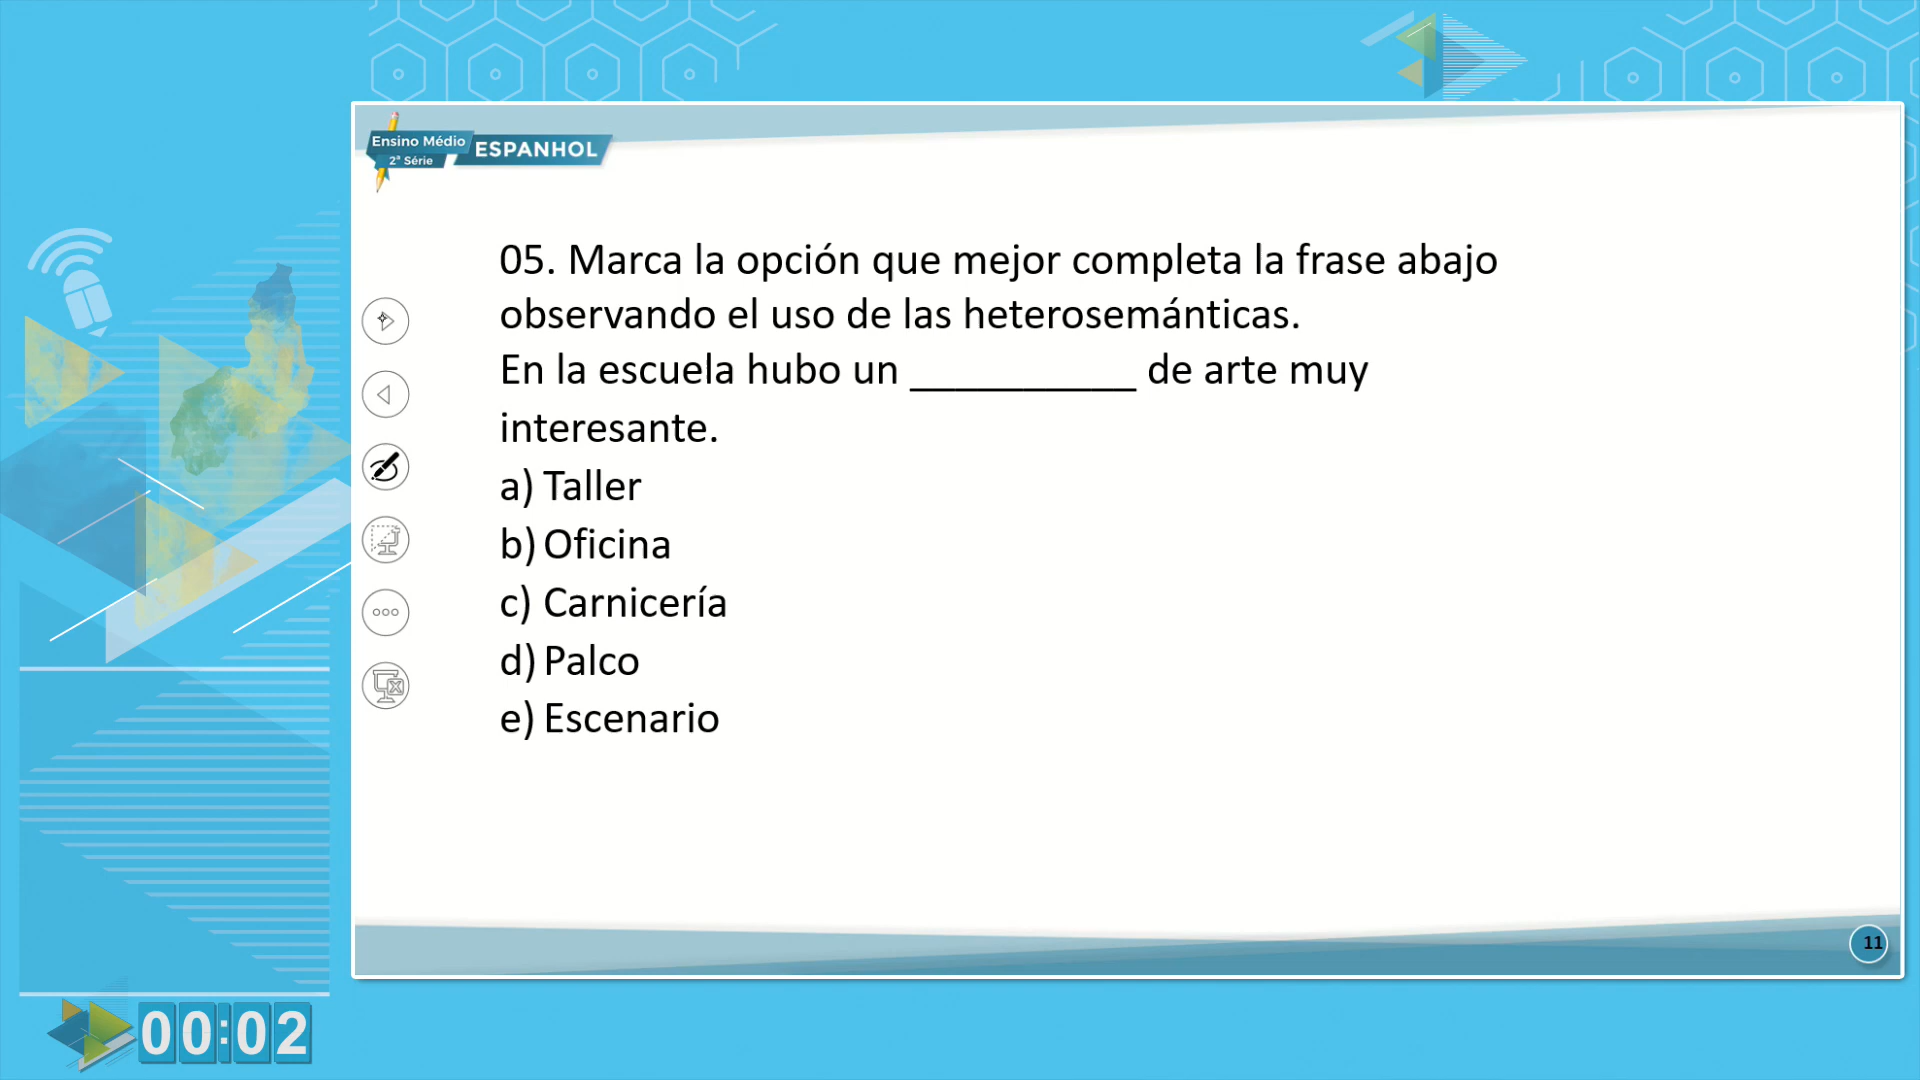 Ensino Médio
2ª Série
ESPANHOL
05. Marca la opción que mejor completa la frase abajo
observando el uso de las heterosemánticas.
En la escuela hubo un __________ de arte muy
interesante.
a) Taller
b) Oficina
c) Carnicería
d) Palco
e) Escenario
11
00:02